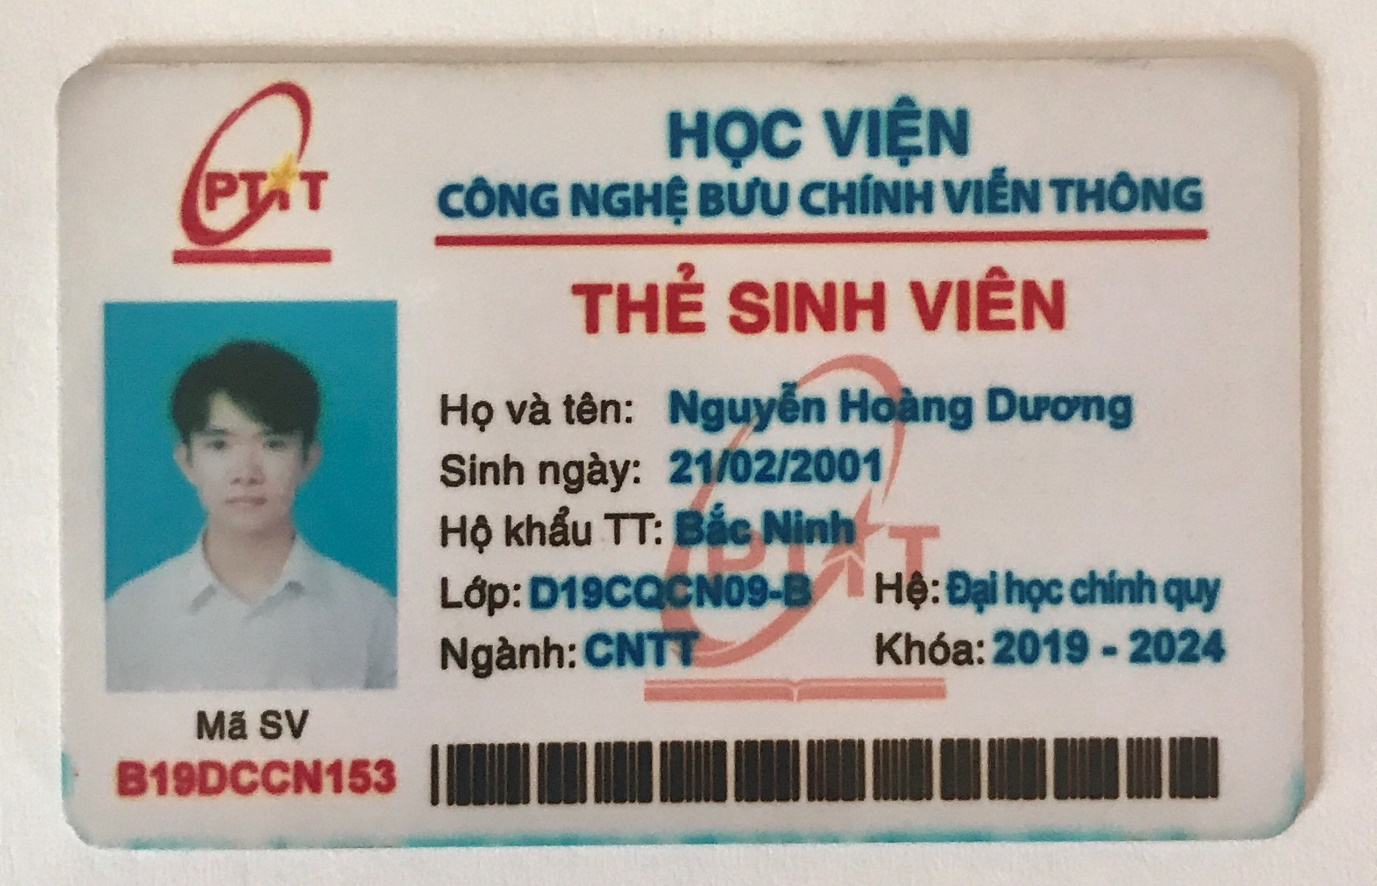 PTIT
HỌC VIỆN
CÔNG NGHỆ BƯU CHÍNH VIỄN THÔNG
THẺ SINH VIÊN
Họ và tên: Nguyễn Hoàng Dương
Sinh ngày: 21/02/2001
Hộ khẩu TT: Bắc Ninh
Lớp: D19CQCN09-B Hệ: Đại học chính quy
Ngành: CNTT Khóa: 2019 - 2024
PTIT
Mã SV
B19DCCN153